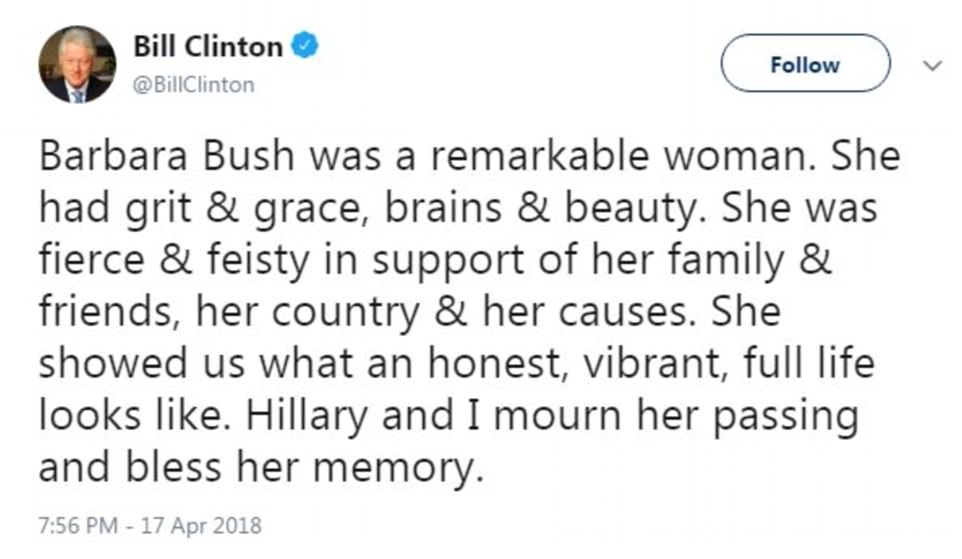 Bill Clinton
@BillClinton
Follow
Barbara Bush was a remarkable woman. She
had grit & grace, brains & beauty. She was
fierce & feisty in support of her family &
friends, her country & her causes. She
showed us what an honest, vibrant, full life
looks like. Hillary and I mourn her passing
and bless her memory.
7:56 PM - 17 Apr 2018